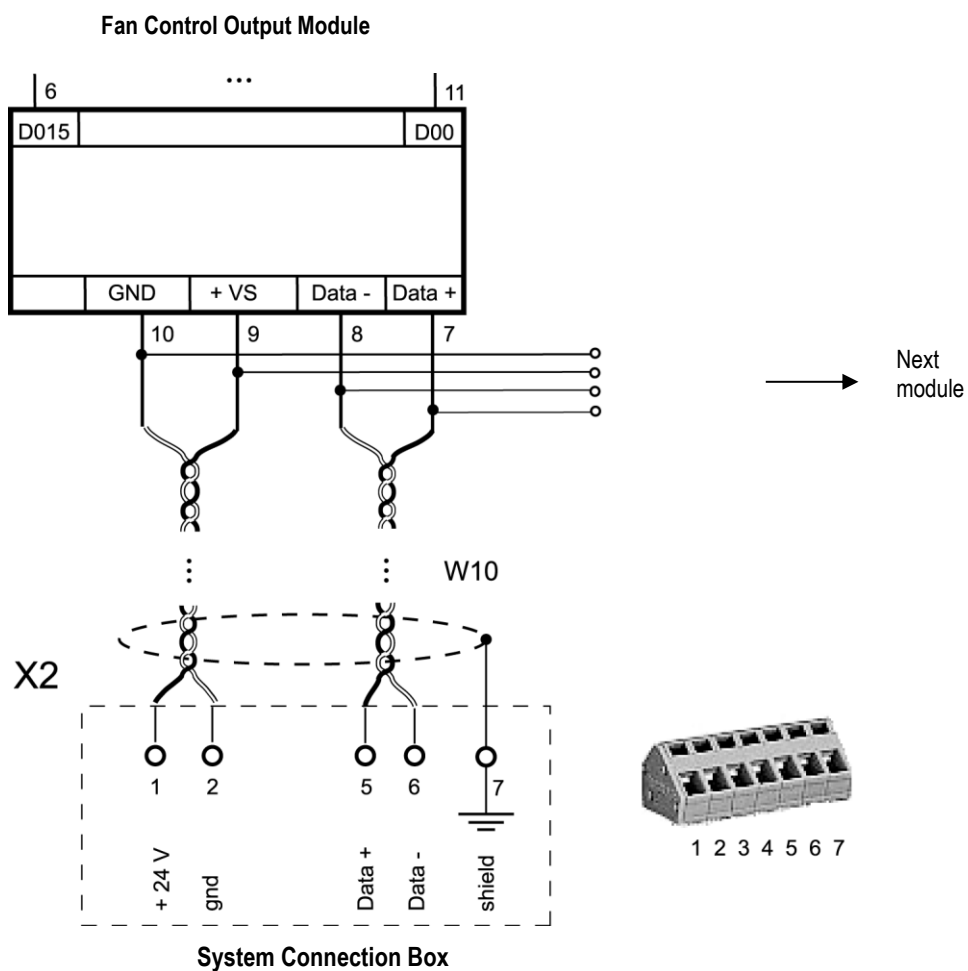 Fan Control Output Module
...
6
11
D015
D00
GND
+ VS
Data -
Data +
10
9
8
7
Next
module
...
...
W10
X2
1
2
5
6
7
+ 24 V
gnd
Data +
Data -
shield
1 2 3 4 5 6 7
System Connection Box